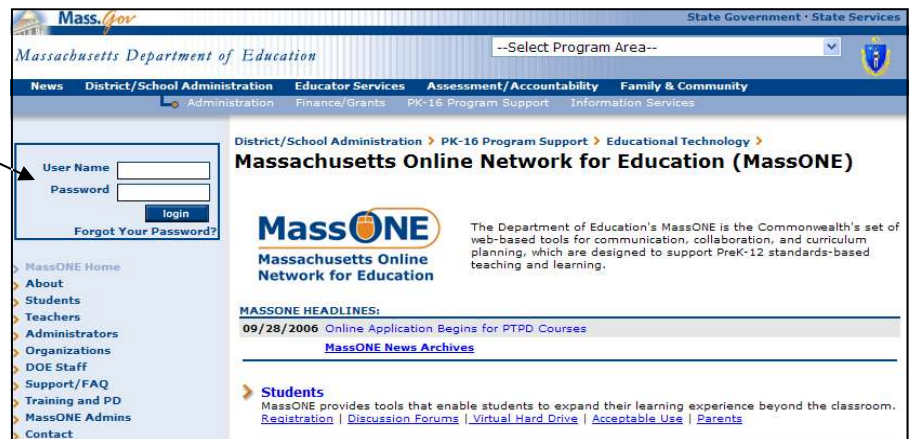 Mass.Gov
State Government · State Services
Massachusetts Department of Education
--Select Program Area--
News District/School Administration Educator Services Assessment/Accountability Family & Community
Administration Finance/Grants PK-16 Program Support Information Services
User Name
Password
login
Forgot Your Password?
MassONE Home
About
Students
Teachers
Administrators
Organizations
DOE Staff
Support/FAQ
Training and PD
MassONE Admins
Contact
District/School Administration > PK-16 Program Support > Educational Technology >
Massachusetts Online Network for Education (MassONE)
MassONE
Massachusetts Online
Network for Education
The Department of Education's MassONE is the Commonwealth's set of
web-based tools for communication, collaboration, and curriculum
planning, which are designed to support PreK-12 standards-based
teaching and learning.
MASSONE HEADLINES:
09/28/2006 Online Application Begins for PTPD Courses
MassONE News Archives
Students
MassONE provides tools that enable students to expand their learning experience beyond the classroom.
Registration | Discussion Forums | Virtual Hard Drive | Acceptable Use | Parents